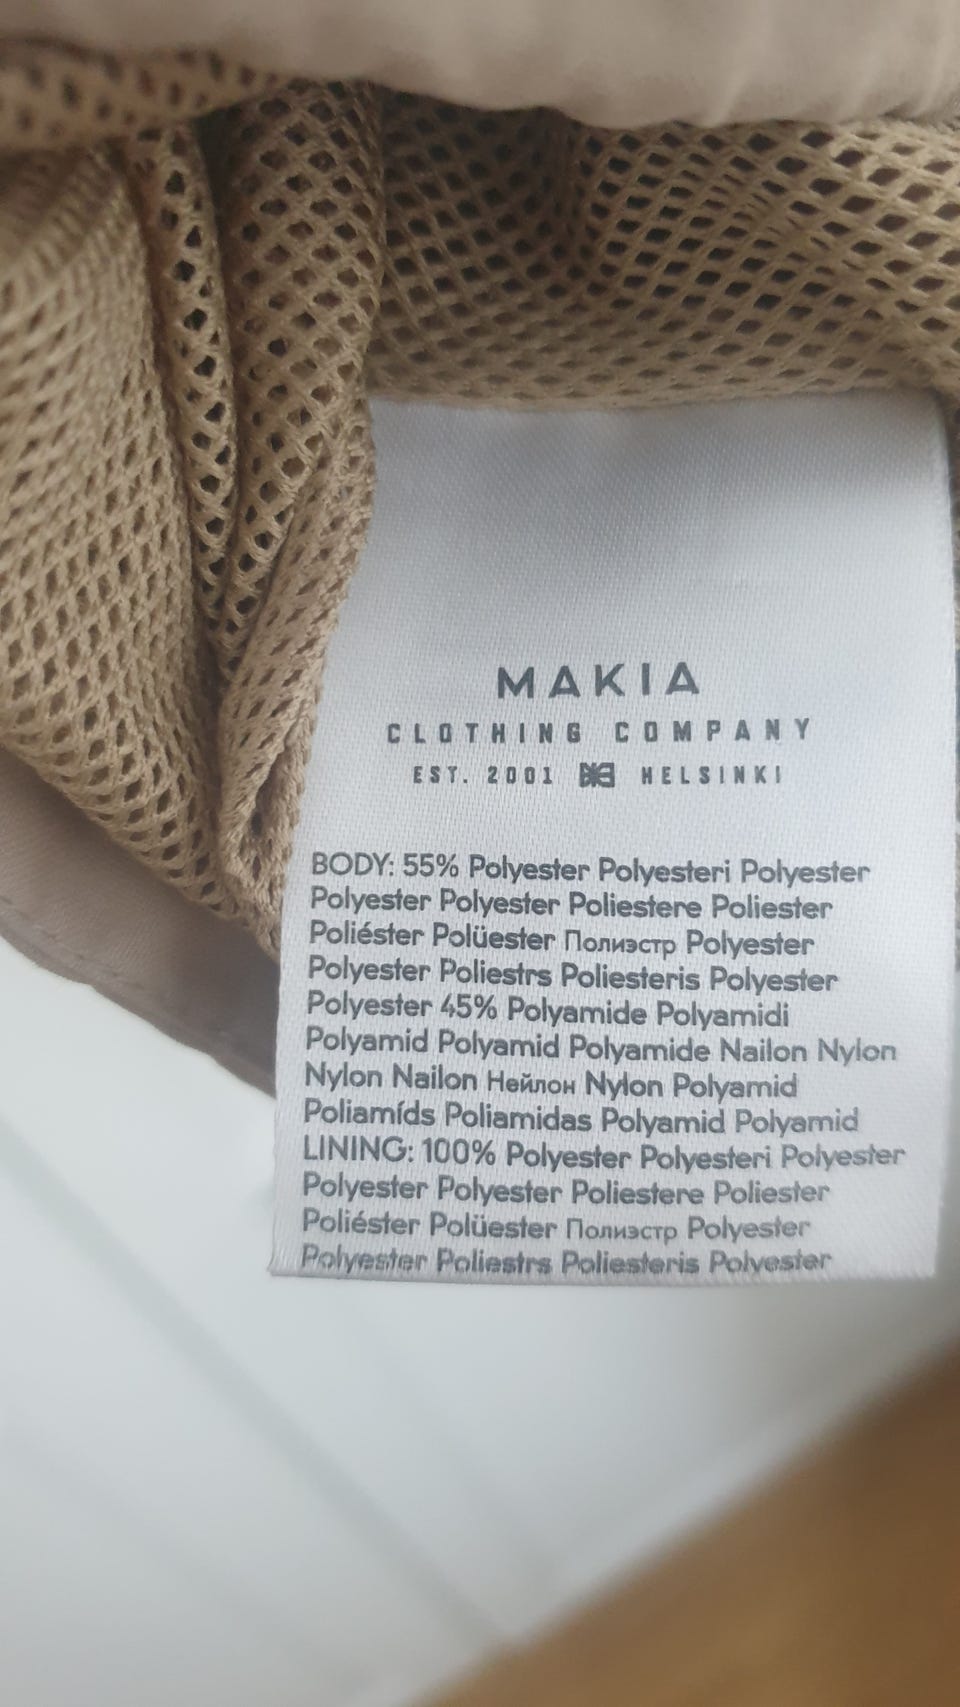 MAKIA
CLOTHING COMPANY
EST. 2001 HELSINKI
BODY: 55% Polyester Polyesteri Polyester
Polyester Polyester Poliestere Poliester
Poliéster Polüester Полиэстр Polyester
Polyester Poliestrs Poliesteris Polyester
Polyester 45% Polyamide Polyamidi
Polyamid Polyamid Polyamide Nailon Nylon
Nylon Nailon Нейлон Nylon Polyamid
Poliamíds Poliamidas Polyamid Polyamid
LINING: 100% Polyester Polyesteri Polyester
Polyester Polyester Poliestere Poliester
Poliéster Polüester Полиэстр Polyester
Polyester Poliestrs Poliesteris Polyester